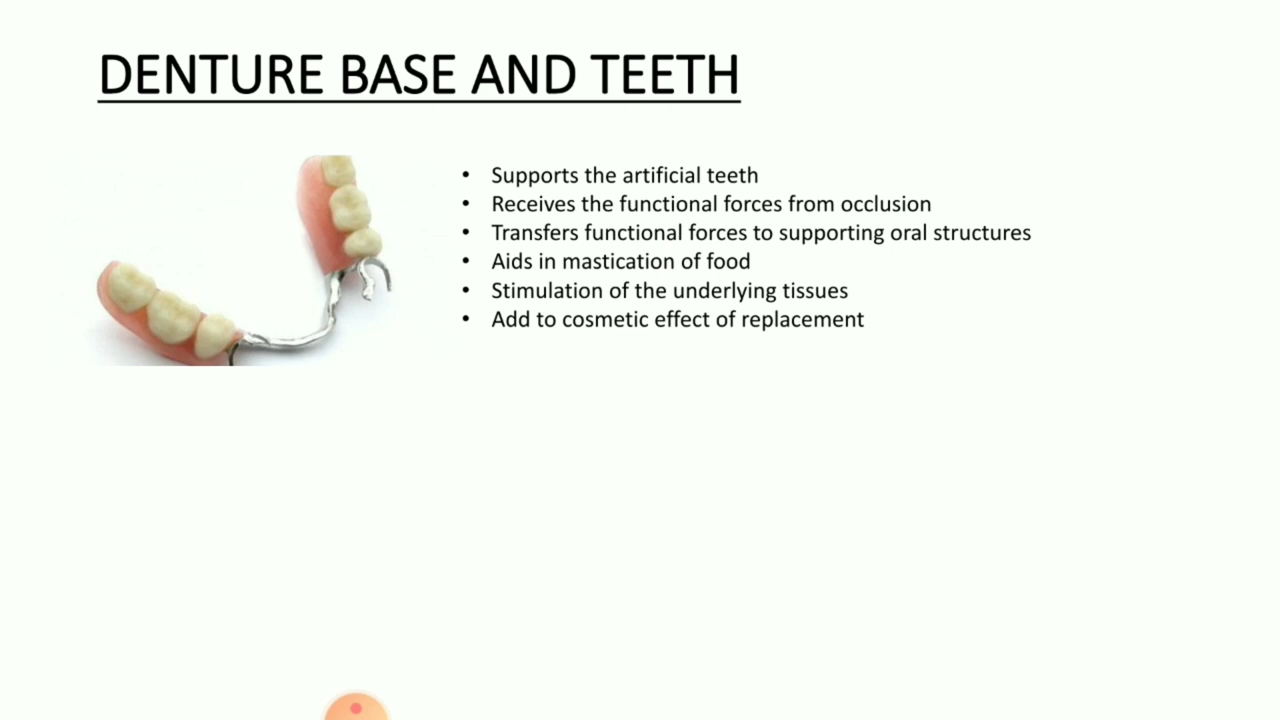 DENTURE BASE AND TEETH
• Supports the artificial teeth
• Receives the functional forces from occlusion
• Transfers functional forces to supporting oral structures
• Aids in mastication of food
• Stimulation of the underlying tissues
• Add to cosmetic effect of replacement